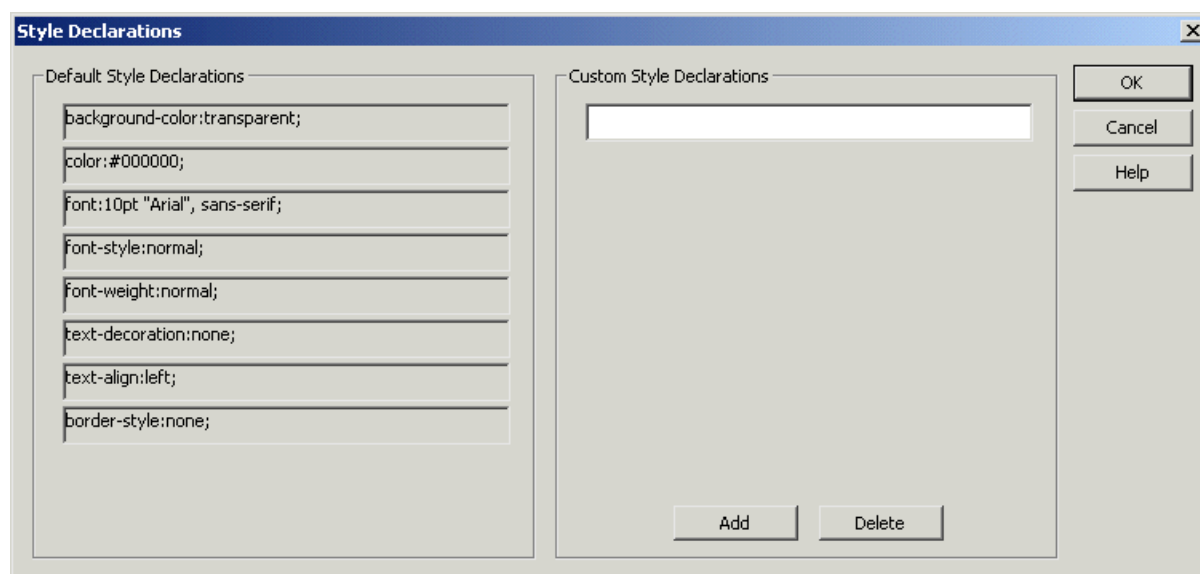 Style Declarations
Default Style Declarations
background-color:transparent;
color:#000000;
font:10pt "Arial", sans-serif;
font-style:normal;
font-weight:normal;
text-decoration:none;
text-align:left;
border-style:none;
Custom Style Declarations
Add
Delete
OK
Cancel
Help